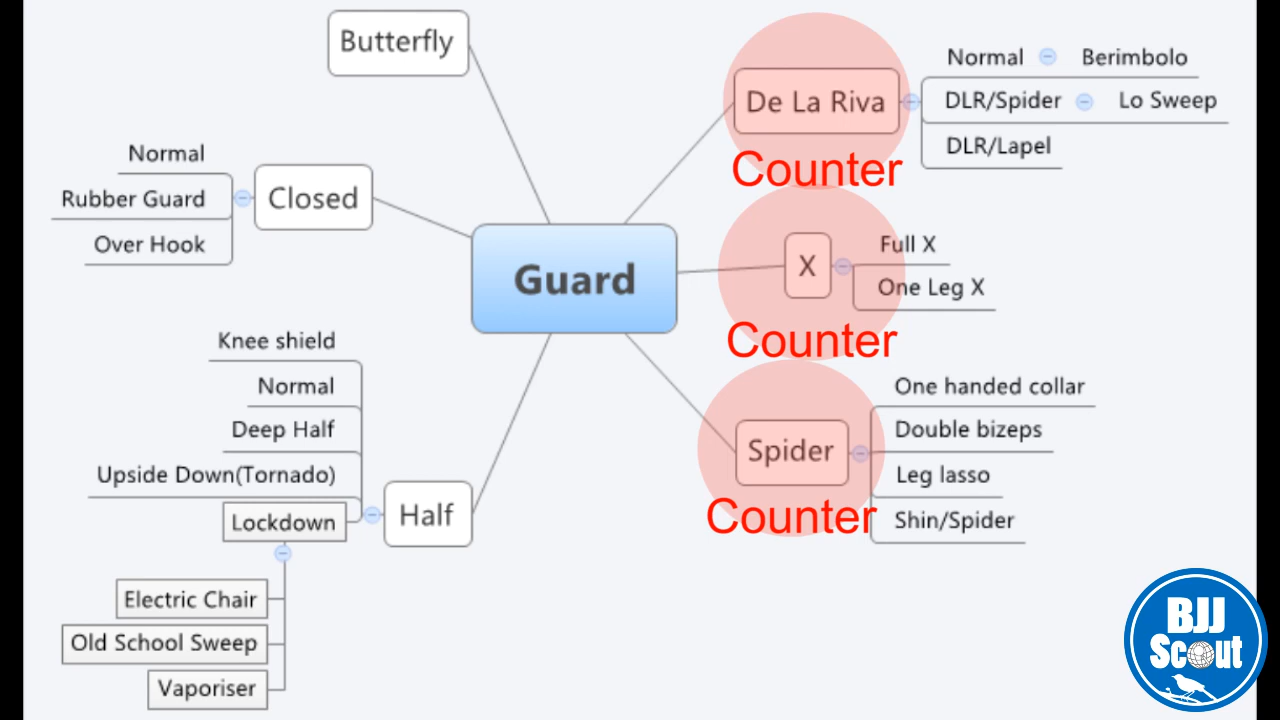 Butterfly
De La Riva
Counter
Normal
Berimbolo
DLR/Spider
Lo Sweep
DLR/Lapel
Normal
Rubber Guard
Over Hook
Closed
Guard
X
Counter
Full X
One Leg X
Knee shield
Normal
Deep Half
Upside Down(Tornado)
Lockdown
Half
Electric Chair
Old School Sweep
Vaporiser
Spider
Counter
One handed collar
Double bizeps
Leg lasso
Shin/Spider
BJJ
Scout